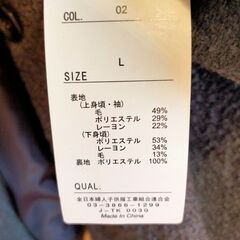 COL. 02
SIZE L
表地
(上身頃・袖)
毛 49%
ポリエステル 29%
レーヨン 22%
(下身頃)
ポリエステル 53%
レーヨン 34%
毛 13%
裏地 ポリエステル 100%
QUAL.
全日本婦人子供服工業組合連合会
03-3866-1299
J-TK 0030
Made in China